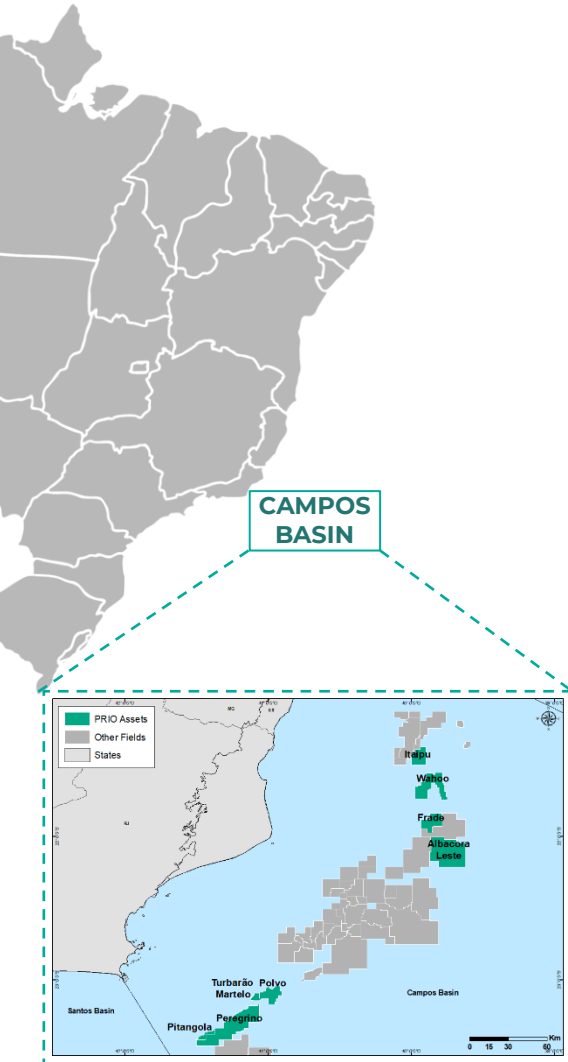 CAMPOS
BASIN
PRIO Assets
Other Fields
States
Itaipu
Wahoo
Frade
Albacora
Leste
Turbarão Polvo
Martelo
Peregrino
Pitangola
Campos Basin
Santos Basin
Km
0 15 30 60